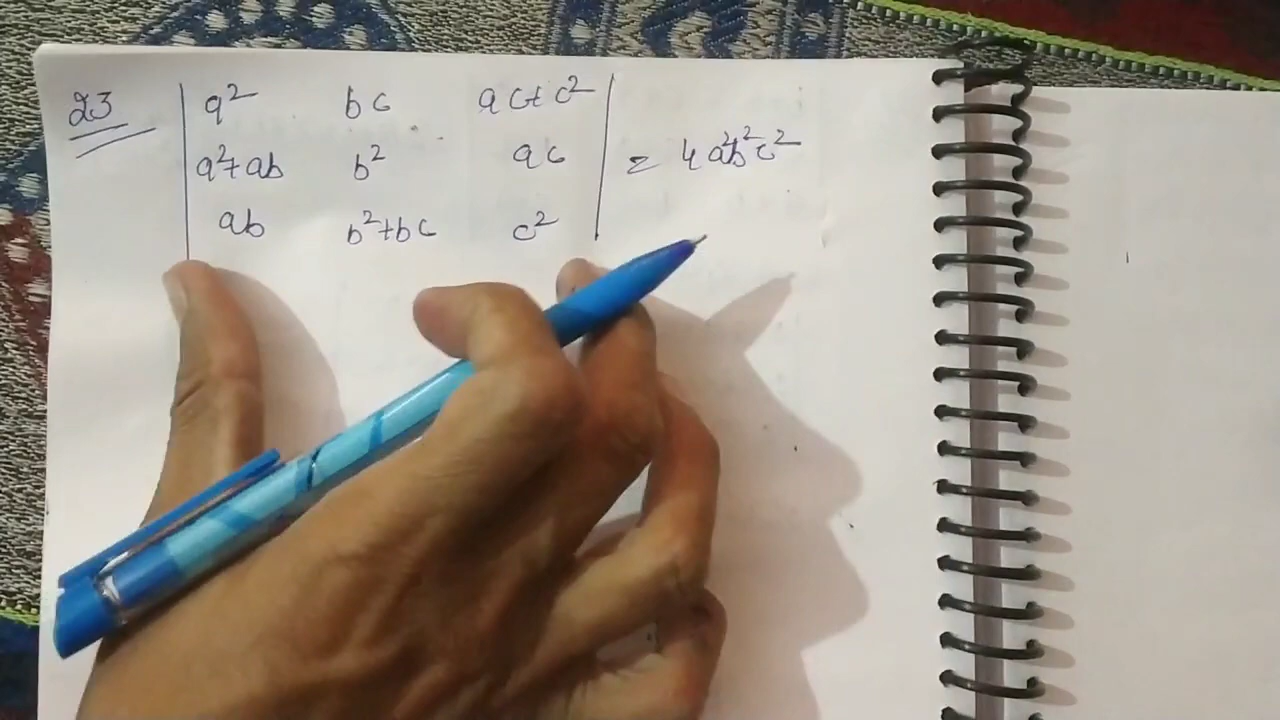 23 | a² bc ac+c² |
| a²+ab b² ac | = 4a²b²c²
| ab b²+bc c² |